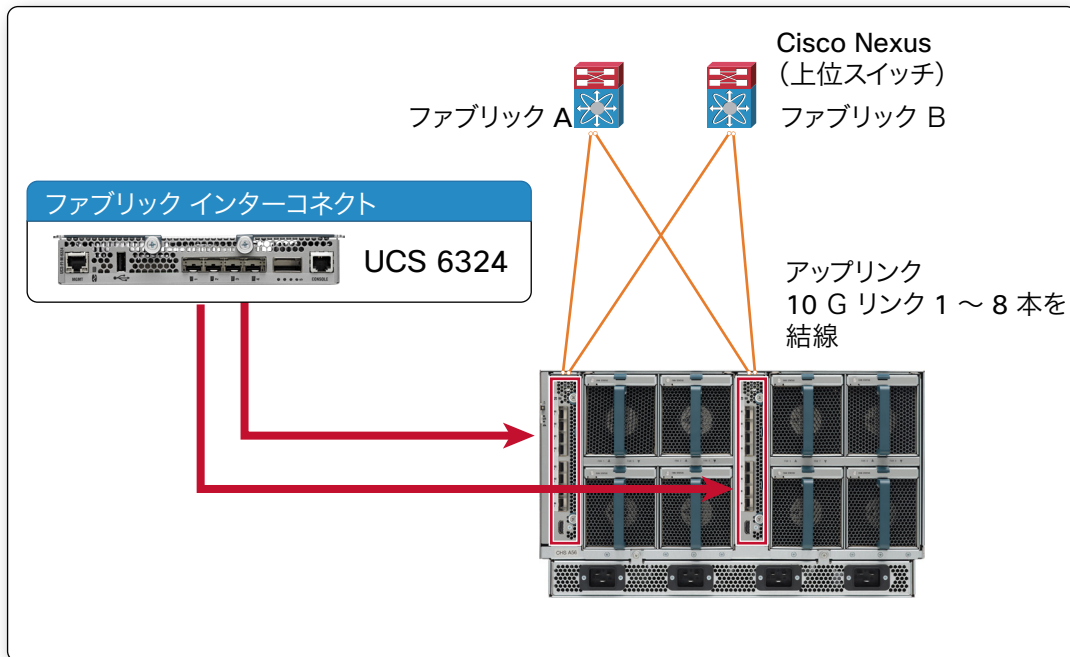 Cisco Nexus
（上位スイッチ）
ファブリック A
ファブリック B
ファブリック インターコネクト
UCS 6324
MGMT
CONSOLE
アップリンク
10 G リンク 1 ～ 8 本を
結線